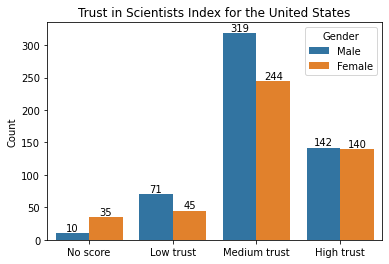 Trust in Scientists Index for the United States
Gender
Male
Female
Count
300
250
200
150
100
50
0
10
35
71
45
319
244
142
140
No score
Low trust
Medium trust
High trust